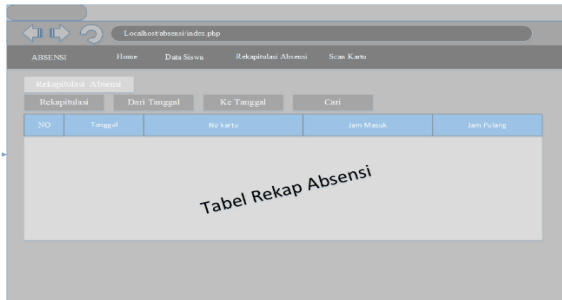 Localhost/absensi/index.php
ABSENSI Home Data Siswa Rekapitulasi Absensi Scan Kartu
Rekapitulasi Absensi
Rekapitulasi Dari Tanggal Ke Tanggal Cari
NO Tanggal No kartu Jam Masuk Jam Pulang
Tabel Rekap Absensi